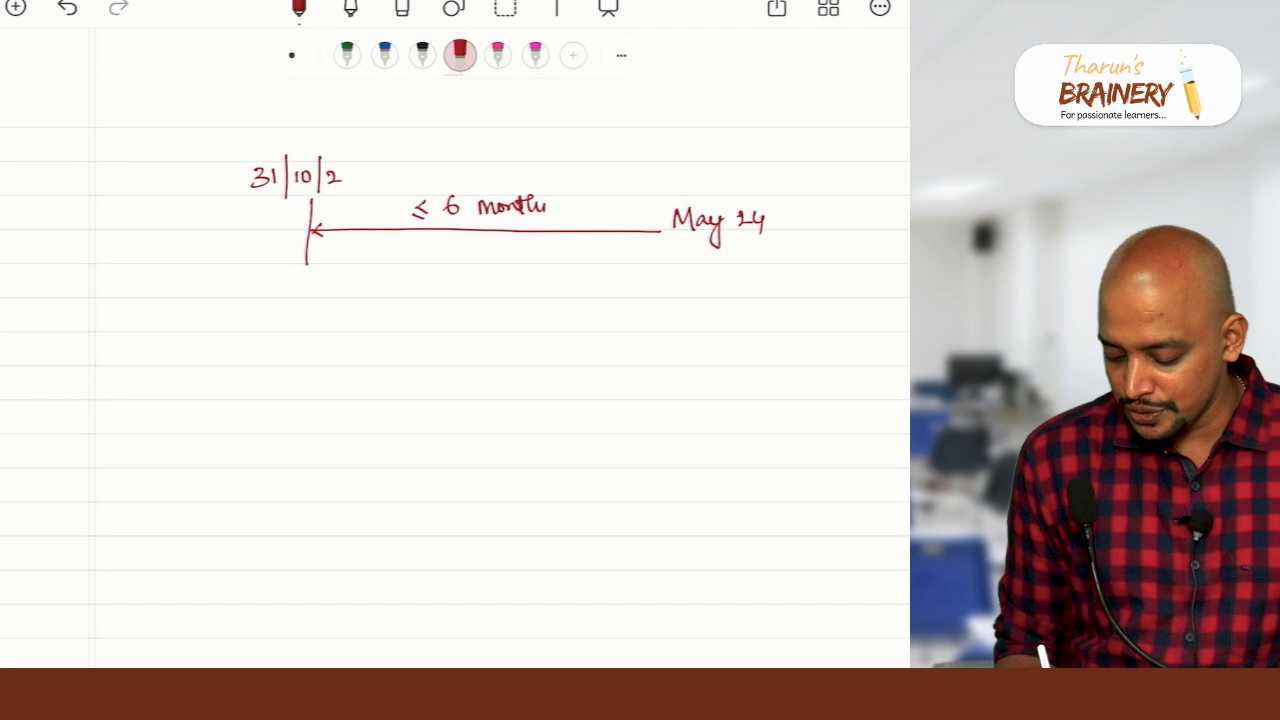 Tharun's
BRAINERY
For passionate learners...
31|10|2
≤ 6 months
May 24